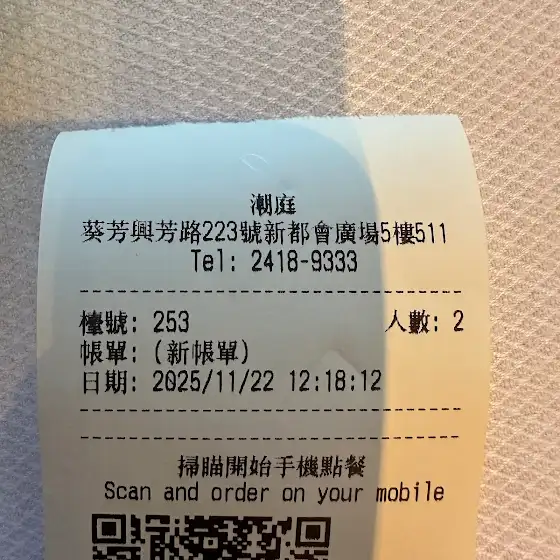 潮庭
葵芳興芳路223號新都會廣場5樓511
Tel: 2418-9333
檯號: 253 人數: 2
帳單: (新帳單)
日期: 2025/11/22 12:18:12
掃瞄開始手機點餐
Scan and order on your mobile